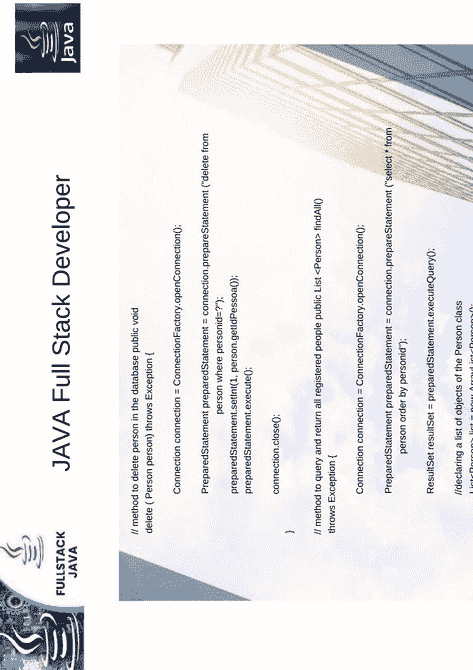 Java
JAVA Full Stack Developer
FULLSTACK
JAVA
// method to delete person in the database public void
delete ( Person person) throws Exception {
Connection connection = ConnectionFactory.openConnection();
PreparedStatement preparedStatement = connection.prepareStatement ("delete from
person where personid=?");
preparedStatement.setInt(1, person.getIdPessoa());
preparedStatement.execute();
connection.close();
}
// method to query and return all registered people public List <Person> findAll()
throws Exception {
Connection connection = ConnectionFactory.openConnection();
PreparedStatement preparedStatement = connection.prepareStatement ("select * from
person order by personid");
ResultSet resultSet = preparedStatement.executeQuery();
//declaring a list of objects of the Person class